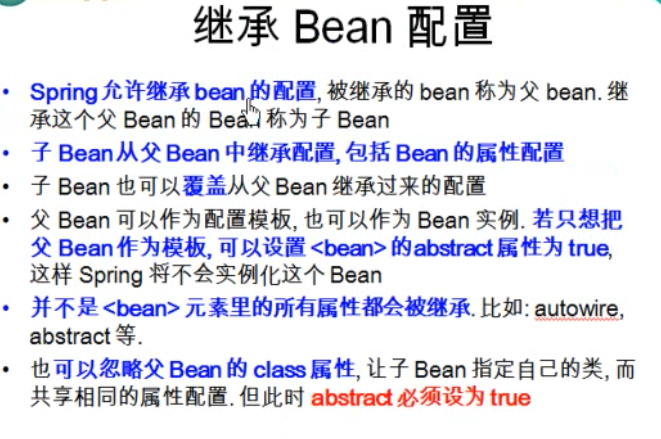 继承 Bean 配置
• Spring 允许继承 bean 的配置, 被继承的 bean 称为父 bean. 继
承这个父 Bean 的 Bean 称为子 Bean
• 子 Bean 从父 Bean 中继承配置, 包括 Bean 的属性配置
• 子 Bean 也可以覆盖从父 Bean 继承过来的配置
• 父 Bean 可以作为配置模板, 也可以作为 Bean 实例. 若只想把
父 Bean 作为模板, 可以设置 <bean> 的abstract 属性为 true,
这样 Spring 将不会实例化这个 Bean
• 并不是 <bean> 元素里的所有属性都会被继承. 比如: autowire,
abstract 等.
• 也可以忽略父 Bean 的 class 属性, 让子 Bean 指定自己的类, 而
共享相同的属性配置. 但此时 abstract 必须设为 true